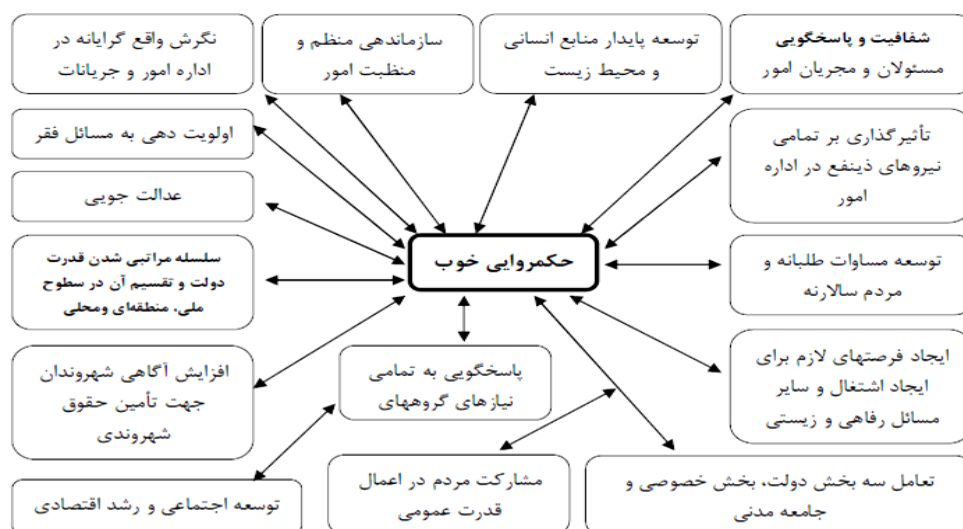 شفافیت و پاسخگویی
مسئولان و مجریان امور
توسعه پایدار منابع انسانی
و محیط زیست
سازماندهی منظم و
منظبت امور
نگرش واقع گرایانه در
اداره امور و جریانات
تأثیرگذاری بر تمامی
نیروهای ذینفع در اداره
امور
اولویت دهی به مسائل فقر
عدالت جویی
حکمروایی خوب
توسعه مساوات طلبانه و
مردم سالارنه
سلسله مراتبی شدن قدرت
دولت و تقسیم آن در سطوح
ملی، منطقه‌ای ومحلی
ایجاد فرصتهای لازم برای
ایجاد اشتغال و سایر
مسائل رفاهی و زیستی
پاسخگویی به تمامی
نیازهای گروههای
افزایش آگاهی شهروندان
جهت تأمین حقوق
شهروندی
تعامل سه بخش دولت، بخش خصوصی و
جامعه مدنی
مشارکت مردم در اعمال
قدرت عمومی
توسعه اجتماعی و رشد اقتصادی